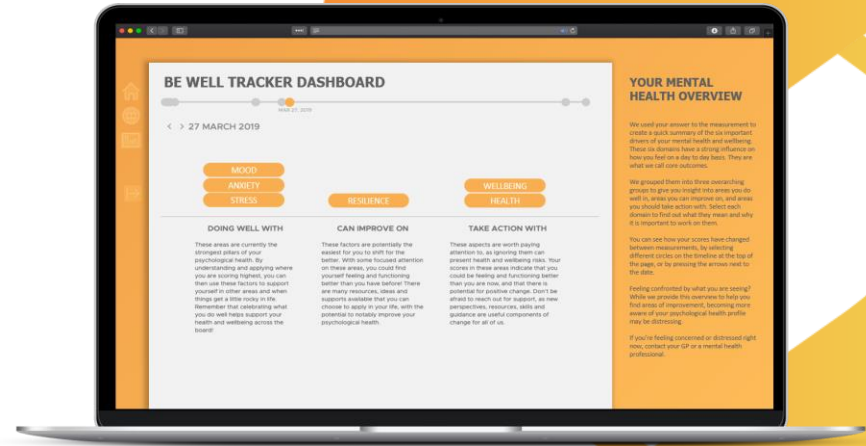 BE WELL TRACKER DASHBOARD
MAR 27, 2019
< > 27 MARCH 2019
MOOD
ANXIETY
STRESS
RESILIENCE
WELLBEING
HEALTH
DOING WELL WITH
These areas are currently the
strongest pillars of your
psychological health. By
understanding and applying where
you are scoring highest, you can
then use these factors to support
yourself in other areas and when
things get a little rocky in life.
Remember that celebrating what
you do well helps support your
health and wellbeing across the
board!
CAN IMPROVE ON
These factors are potentially the
easiest for you to shift for the
better. With some focused attention
on these areas, you could find
yourself feeling and functioning
better than you have before! There
are many resources, ideas and
supports available that you can
choose to apply in your life, with the
potential to notably improve your
psychological health.
TAKE ACTION WITH
These aspects are worth paying
attention to, as ignoring them can
present health and wellbeing risks. Your
scores in these areas indicate that you
could be feeling and functioning better
than you are now, and that there is
potential for positive change. Don't be
afraid to reach out for support, as new
perspectives, resources, skills and
guidance are useful components of
change for all of us.
YOUR MENTAL
HEALTH OVERVIEW
We used your answer to the measurement to
create a quick summary of the six important
drivers of your mental health and wellbeing.
These six domains have a strong influence on
how you feel on a day to day basis. They are
what we call core outcomes.
We grouped them into three overarching
groups to give you insight into areas you do
well in, areas you can improve on, and areas
you should take action with. Select each
domain to find out what they mean and why
it is important to work on them.
You can see how your scores have changed
between measurements, by selecting
different circles on the timeline at the top of
the page, or by pressing the arrows next to
the date.
Feeling confronted by what you are seeing?
While we provide this overview to help you
find areas of improvement, becoming more
aware of your psychological health profile
may be distressing.
If you're feeling concerned or distressed right
now, contact your GP or a mental health
professional.